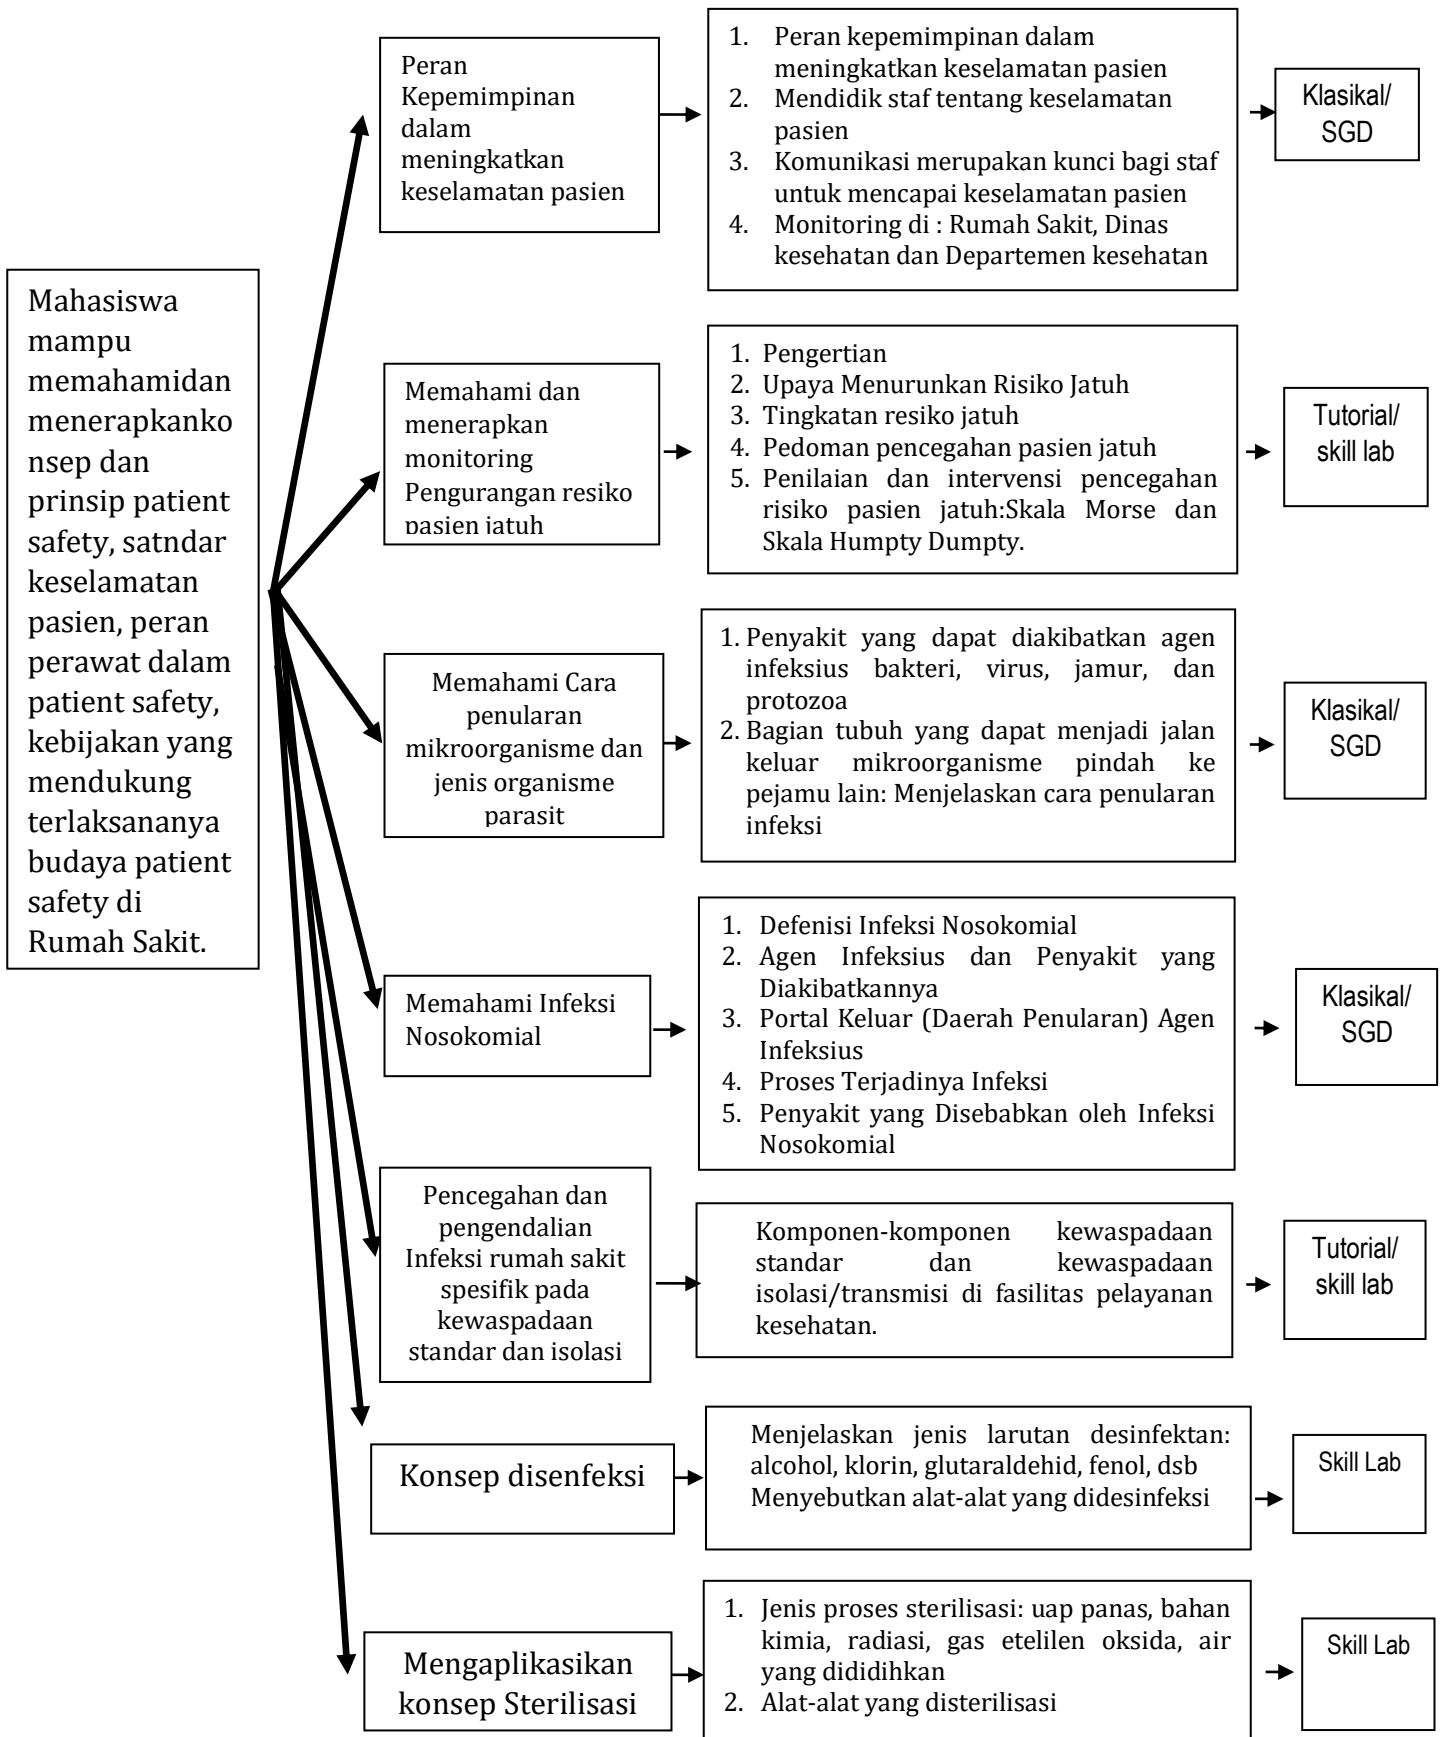 Mahasiswa
mampu
memahamidan
menerapkanko
nsep dan
prinsip patient
safety, satndar
keselamatan
pasien, peran
perawat dalam
patient safety,
kebijakan yang
mendukung
terlaksananya
budaya patient
safety di
Rumah Sakit.
Peran
Kepemimpinan
dalam
meningkatkan
keselamatan pasien
1. Peran kepemimpinan dalam
meningkatkan keselamatan pasien
2. Mendidik staf tentang keselamatan
pasien
3. Komunikasi merupakan kunci bagi staf
untuk mencapai keselamatan pasien
4. Monitoring di : Rumah Sakit, Dinas
kesehatan dan Departemen kesehatan
Klasikal/
SGD
Memahami dan
menerapkan
monitoring
Pengurangan resiko
pasien jatuh
1. Pengertian
2. Upaya Menurunkan Risiko Jatuh
3. Tingkatan resiko jatuh
4. Pedoman pencegahan pasien jatuh
5. Penilaian dan intervensi pencegahan
risiko pasien jatuh:Skala Morse dan
Skala Humpty Dumpty.
Tutorial/
skill lab
Memahami Cara
penularan
mikroorganisme dan
jenis organisme
parasit
1. Penyakit yang dapat diakibatkan agen
infeksius bakteri, virus, jamur, dan
protozoa
2. Bagian tubuh yang dapat menjadi jalan
keluar mikroorganisme pindah ke
pejamu lain: Menjelaskan cara penularan
infeksi
Klasikal/
SGD
Memahami Infeksi
Nosokomial
1. Defenisi Infeksi Nosokomial
2. Agen Infeksius dan Penyakit yang
Diakibatkannya
3. Portal Keluar (Daerah Penularan) Agen
Infeksius
4. Proses Terjadinya Infeksi
5. Penyakit yang Disebabkan oleh Infeksi
Nosokomial
Klasikal/
SGD
Pencegahan dan
pengendalian
Infeksi rumah sakit
spesifik pada
kewaspadaan
standar dan isolasi
Komponen-komponen kewaspadaan
standar dan kewaspadaan
isolasi/transmisi di fasilitas pelayanan
kesehatan.
Tutorial/
skill lab
Konsep disenfeksi
Menjelaskan jenis larutan desinfektan:
alcohol, klorin, glutaraldehid, fenol, dsb
Menyebutkan alat-alat yang didesinfeksi
Skill Lab
Mengaplikasikan
konsep Sterilisasi
1. Jenis proses sterilisasi: uap panas, bahan
kimia, radiasi, gas etelilen oksida, air
yang dididihkan
2. Alat-alat yang disterilisasi
Skill Lab